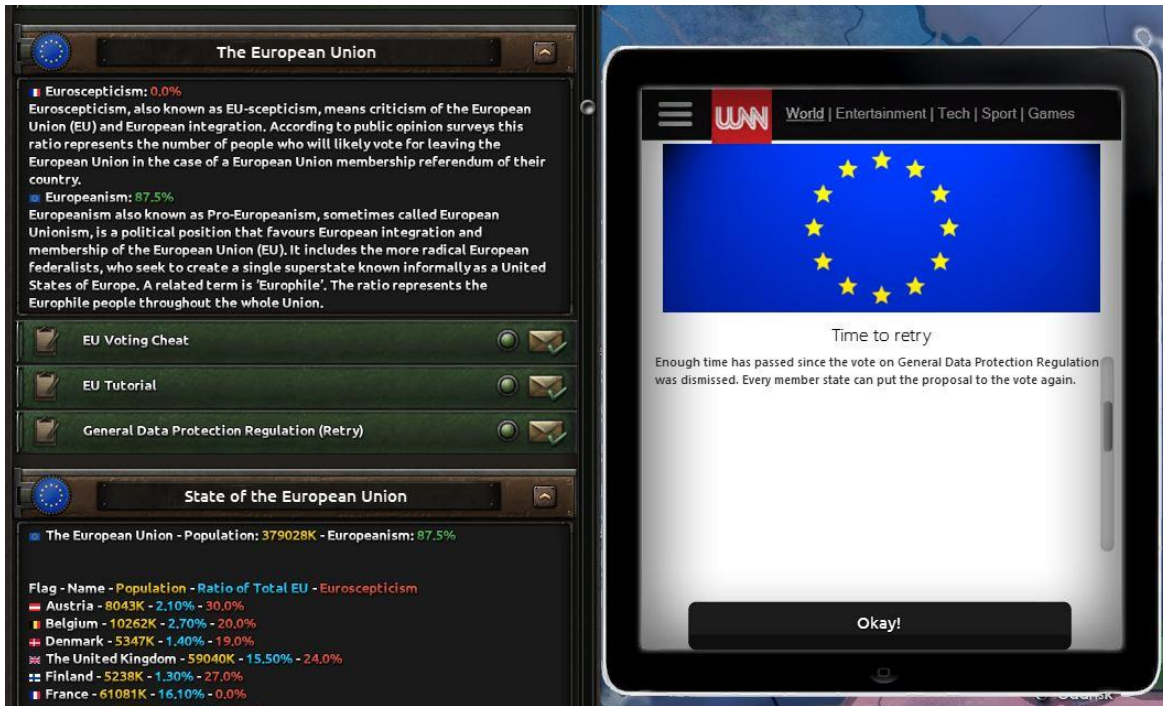 The European Union
Euroscepticism: 0.0%
Euroscepticism, also known as EU-scepticism, means criticism of the European
Union (EU) and European integration. According to public opinion surveys this
ratio represents the number of people who will likely vote for leaving the
European Union in the case of a European Union membership referendum of their
country.
Europeanism: 87.5%
Europeanism also known as Pro-Europeanism, sometimes called European
Unionism, is a political position that favours European integration and
membership of the European Union (EU). It includes the more radical European
federalists, who seek to create a single superstate known informally as a United
States of Europe. A related term is 'Europhile'. The ratio represents the
Europhile people throughout the whole Union.
EU Voting Cheat
EU Tutorial
General Data Protection Regulation (Retry)
State of the European Union
The European Union - Population: 379028K - Europeanism: 87.5%
Flag - Name - Population - Ratio of Total EU - Euroscepticism
Austria - 8043K - 2.10% - 30.0%
Belgium - 10262K - 2.70% - 20.0%
Denmark - 5347K - 1.40% - 19.0%
The United Kingdom - 59040K - 15.50% - 24.0%
Finland - 5238K - 1.30% - 27.0%
France - 61081K - 16.10% - 0.0%
World | Entertainment | Tech | Sport | Games
Time to retry
Enough time has passed since the vote on General Data Protection Regulation
was dismissed. Every member state can put the proposal to the vote again.
Okay!
Gdańsk